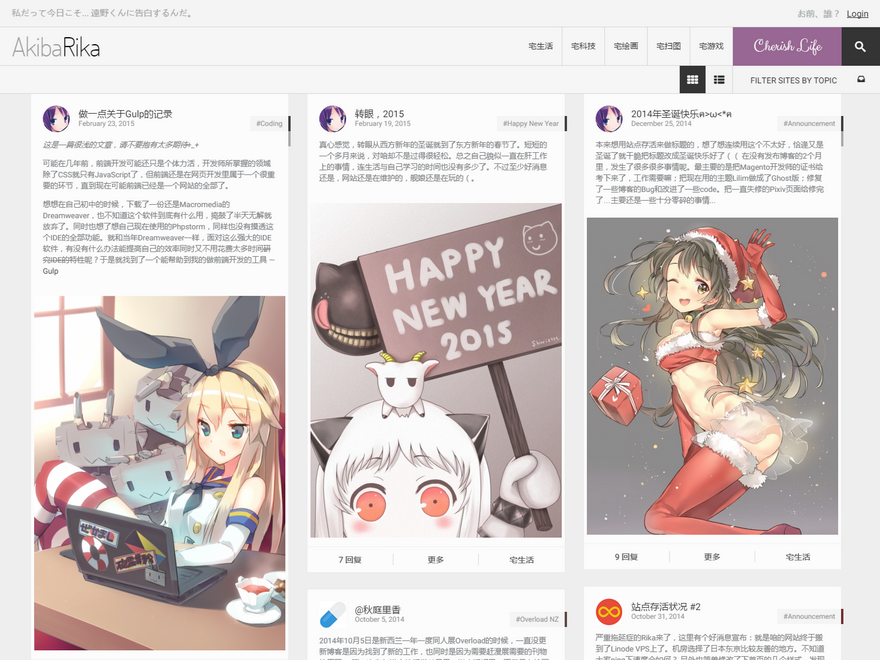 私だって今日こそ... 遠野くんに告白するんだ。
お前、誰？ Login
AkibaRika
宅生活 宅科技 宅绘画 宅扫图 宅游戏 Cherish Life
FILTER SITES BY TOPIC
做一点关于Gulp的记录
February 23, 2015
#Coding
这是一篇很浅的文章，请不要抱有太多期待+_+
可能在几年前，前端开发可能还只是个体力活，开发师所掌握的领域
除了CSS就只有JavaScript了，但前端还是在网页开发里属于一个很重
要的环节，直到现在可能前端已经是一个网站的全部了。
想想在自己初中的时候，下载了一份还是Macromedia的
Dreamweaver，也不知道这个软件到底有什么用，捣鼓了半天无解就
放弃了。同时也想了想自己现在使用的Phpstorm，同样也没有摸透这
个IDE的全部功能。就和当年Dreamweaver一样，面对这么强大的IDE
软件，有没有什么办法能提高自己的效率同时又不用花费太多时间研
究IDE的特性呢？于是就找到了一个能帮助到我的做前端开发的工具 –
Gulp
转眼，2015
February 19, 2015
#Happy New Year
真心感觉，转眼从西方新年的圣诞就到了东方新年的春节了。短短的
一个多月来说，对咱却不是过得很轻松。总之自己貌似一直在肝工作
上的事情，连生活与自己学习的时间也没有多少了。不过至少好消息
还是，网站还是在维护的，舰娘还是在玩的（。
HAPPY
NEW YEAR
2015
7 回复 更多 宅生活
@秋庭里香
October 5, 2014
#Overload NZ
2014年10月5日是新西兰一年一度同人展Overload的时候，一直没更
新博客是因为找到了新的工作，也同时是因为需要赶漫展需要的刊物
2014年圣诞快乐ฅ>ω<*ฅ
December 25, 2014
#Announcement
本来想用站点存活来做标题的，想了想连续用这个不太好，恰逢又是
圣诞了就干脆把标题改成圣诞快乐好了（（ 在没有发布博客的2个月
里，发生了很多很多事情呢。最主要的是把Magento开发师的证书给
考下来了，工作需要嘛；把现在用的主题Lilim做成了Ghost版；修复
了一些博客的Bug和改进了一些code。把一直失修的Pixiv页面给修完
了...主要还是一些十分零碎的事情...
9 回复 更多 宅生活
站点存活状况 #2
October 31, 2014
#Announcement
严重拖延症的Rika来了，这里有个好消息宣布：就是咱的网站终于搬
到了Linode VPS上了。机房选择了日本东京比较友善的地方。不知道